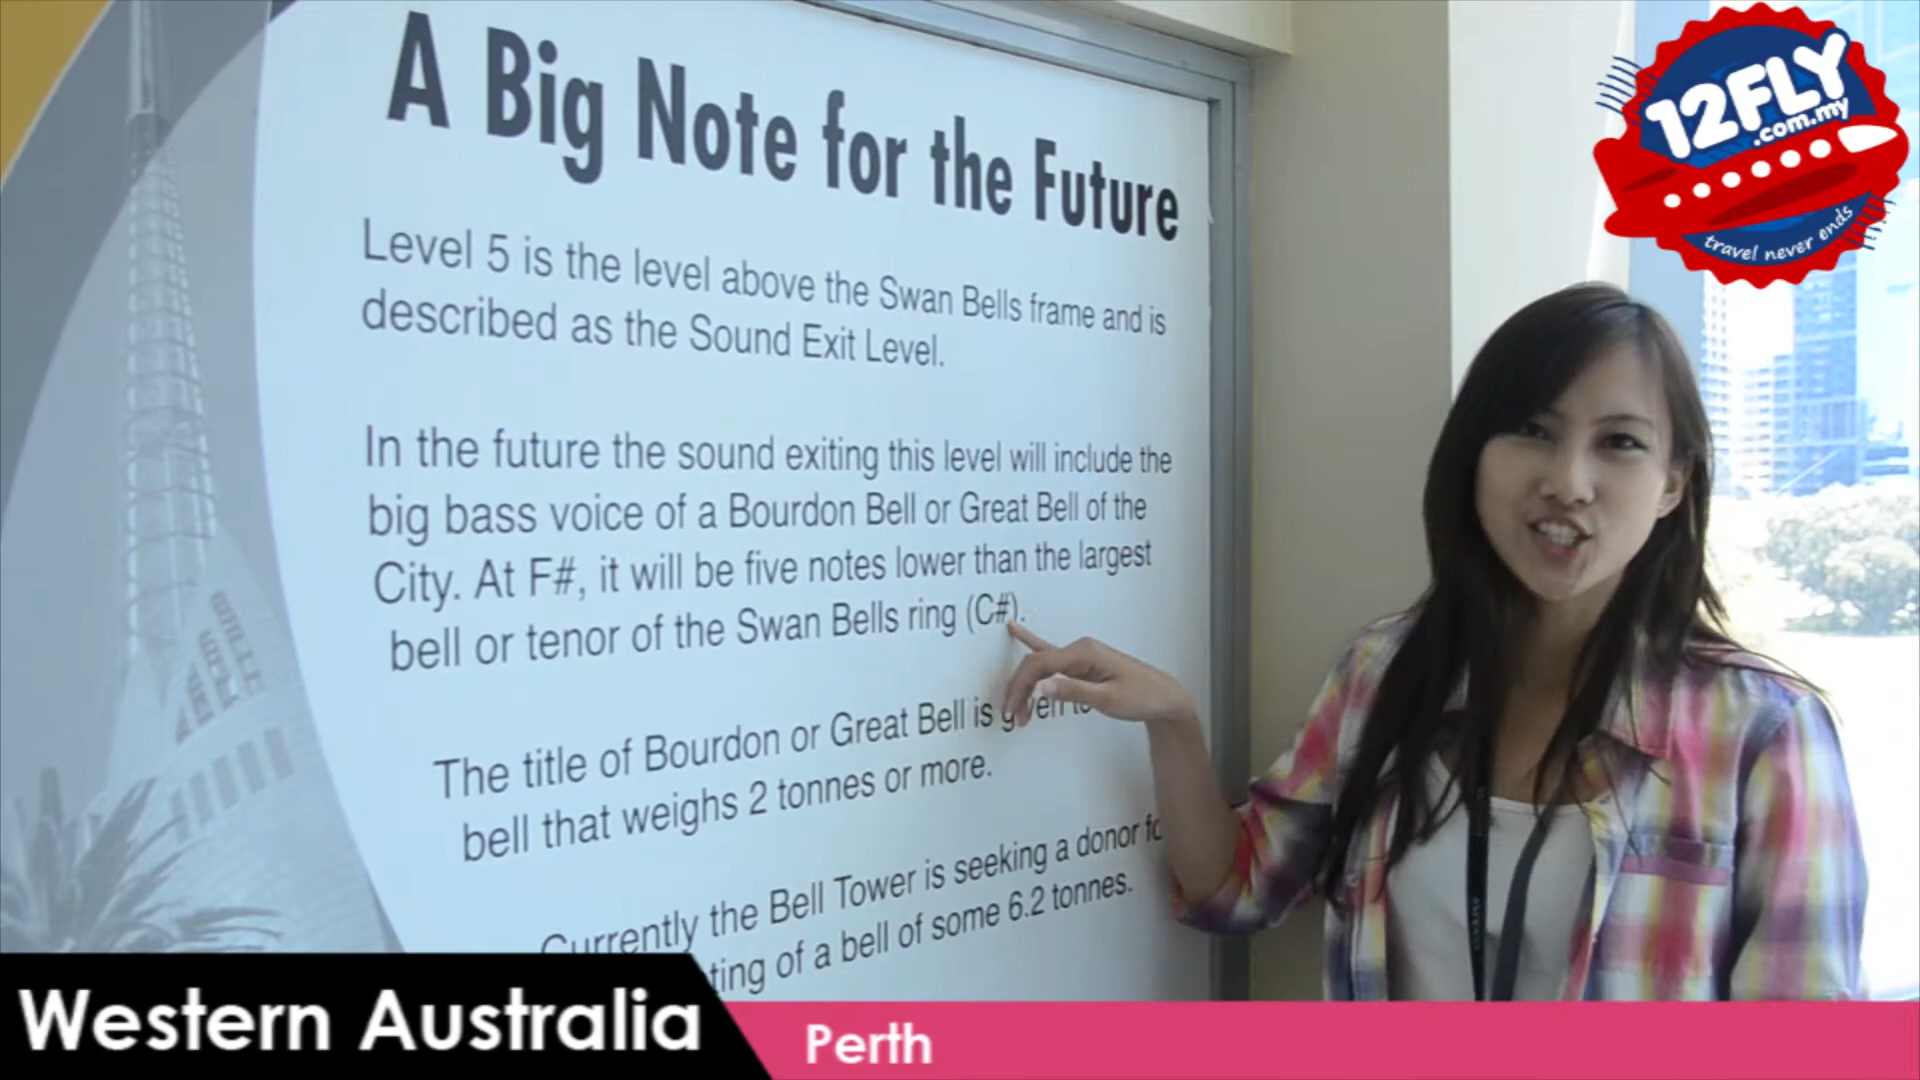 A Big Note for the Future
Level 5 is the level above the Swan Bells frame and is
described as the Sound Exit Level.
In the future the sound exiting this level will include the
big bass voice of a Bourdon Bell or Great Bell of the
City. At F#, it will be five notes lower than the largest
bell or tenor of the Swan Bells ring (C#).
The title of Bourdon or Great Bell is given
bell that weighs 2 tonnes or more.
Currently the Bell Tower is seeking a donor
of a bell of some 6.2 tonnes.
12FLY
.com.my
travel never ends
Western Australia
Perth